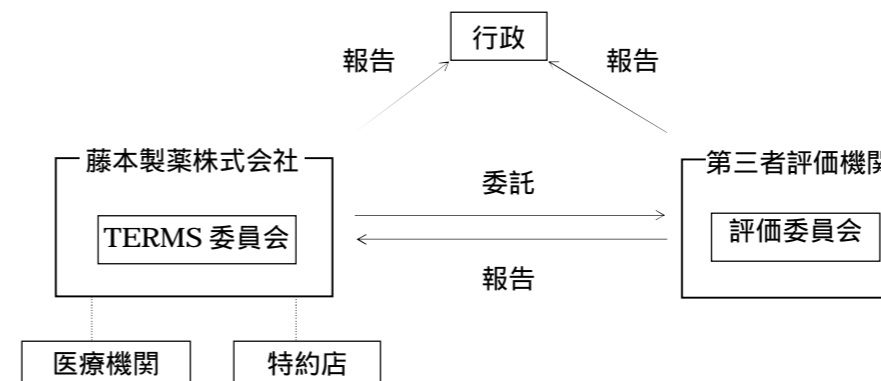 行政
報告
報告
藤本製薬株式会社
第三者評価機関
委託
TERMS 委員会
評価委員会
報告
医療機関
特約店